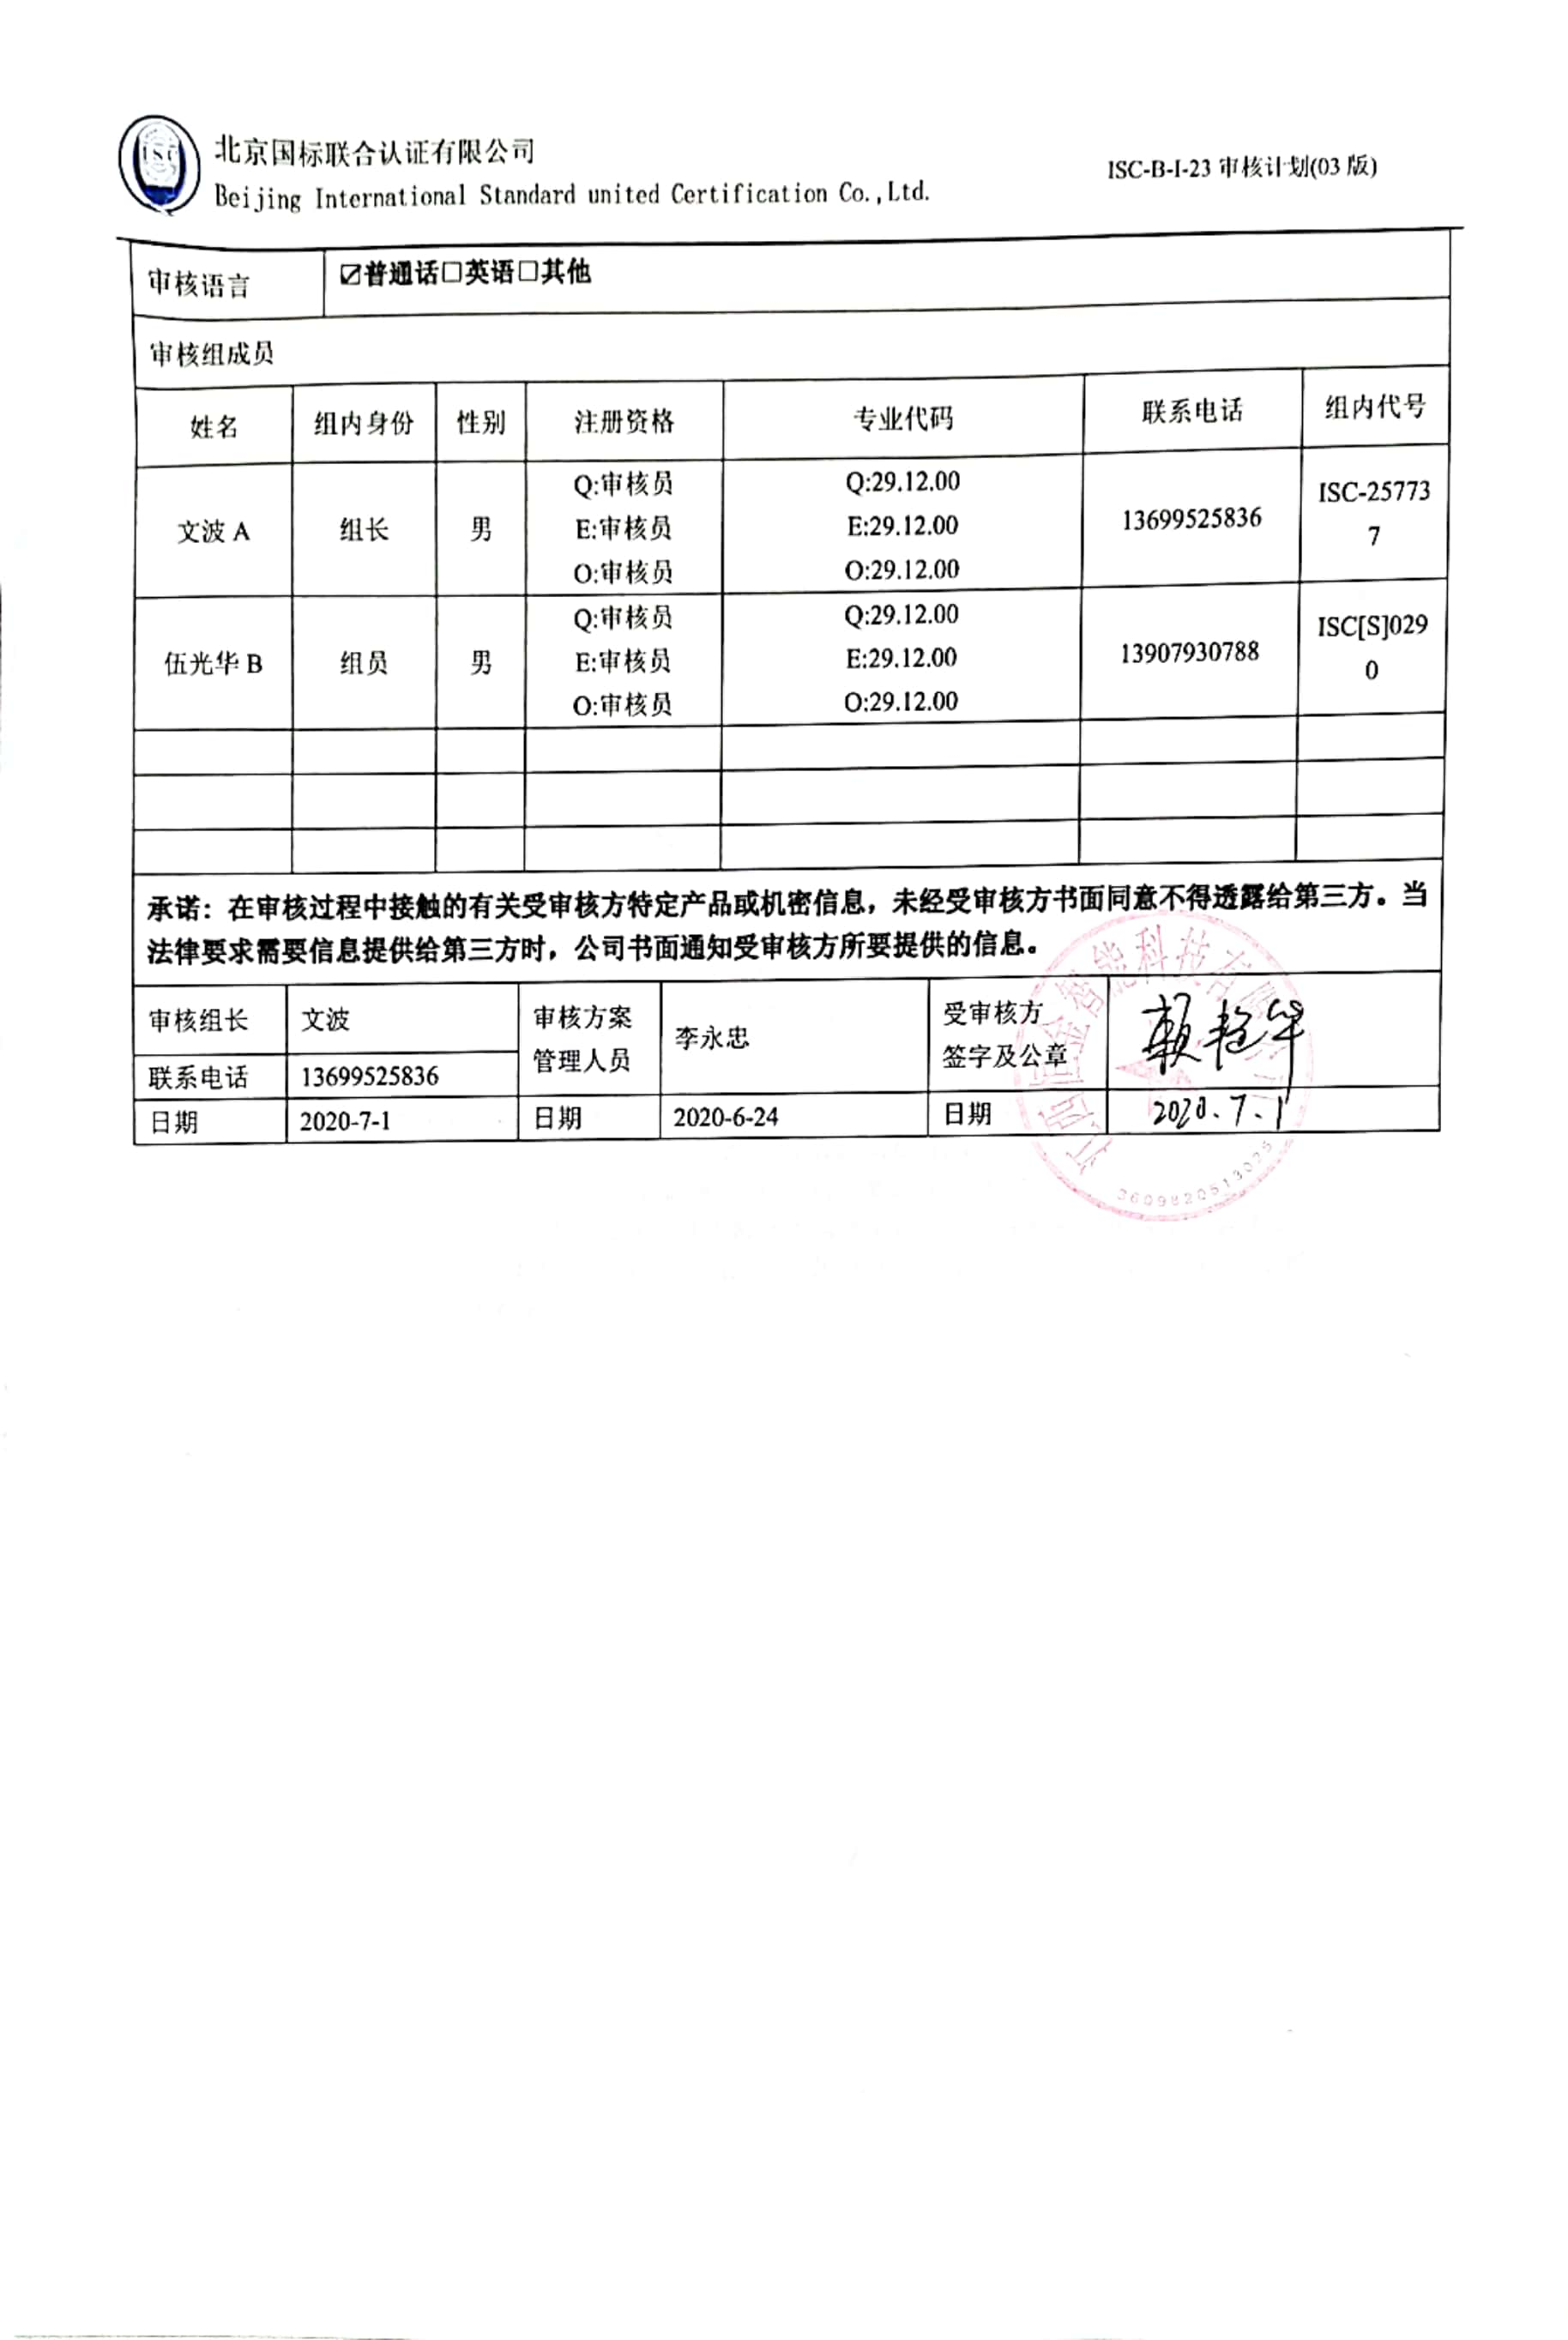 ISC
北京国标联合认证有限公司
Beijing International Standard united Certification Co.,Ltd.
ISC-B-I-23 审核计划(03 版)
审核语言
☑普通话□英语□其他
审核组成员
姓名 组内身份 性别 注册资格 专业代码 联系电话 组内代号
文波 A 组长 男
Q:审核员
E:审核员
O:审核员
Q:29.12.00
E:29.12.00
O:29.12.00
13699525836
ISC-25773
7
伍光华 B 组员 男
Q:审核员
E:审核员
O:审核员
Q:29.12.00
E:29.12.00
O:29.12.00
13907930788
ISC[S]029
0
承诺：在审核过程中接触的有关受审核方特定产品或机密信息，未经受审核方书面同意不得透露给第三方。当
法律要求需要信息提供给第三方时，公司书面通知受审核方所要提供的信息。
审核组长 文波
审核方案
管理人员
李永忠
受审核方
签字及公章
赖艳华
联系电话 13699525836
日期 2020-7-1 日期 2020-6-24 日期 2020.7.1
智能科技有限